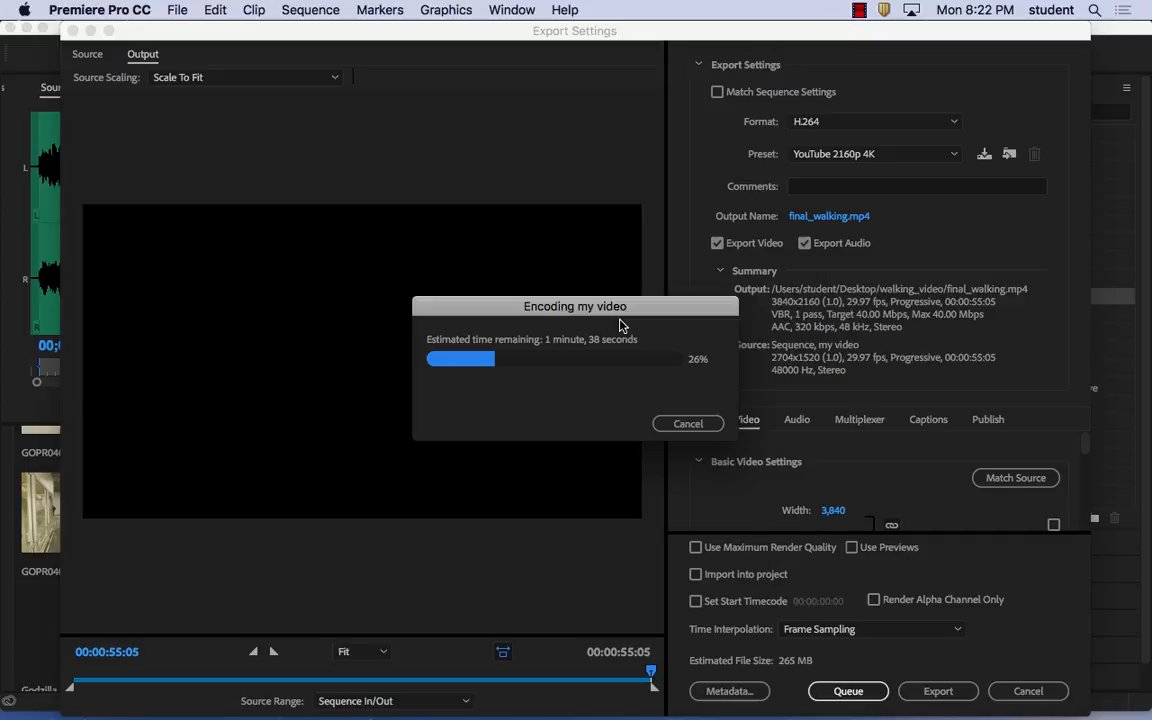 Premiere Pro CC File Edit Clip Sequence Markers Graphics Window Help Mon 8:22 PM student
Export Settings
Source Output
Source Scaling: Scale To Fit
Export Settings
Match Sequence Settings
Format: H.264
Preset: YouTube 2160p 4K
Comments:
Output Name: final_walking.mp4
Export Video Export Audio
Summary
Output: /Users/student/Desktop/walking_video/final_walking.mp4
3840x2160 (1.0), 29.97 fps, Progressive, 00:00:55:05
VBR, 1 pass, Target 40.00 Mbps, Max 40.00 Mbps
AAC, 320 kbps, 48 kHz, Stereo
Source: Sequence, my video
2704x1520 (1.0), 29.97 fps, Progressive, 00:00:55:05
48000 Hz, Stereo
Encoding my video
Estimated time remaining: 1 minute, 38 seconds
26%
Cancel
Video Audio Multiplexer Captions Publish
Basic Video Settings
Match Source
Width: 3,840
Use Maximum Render Quality Use Previews
Import into project
Set Start Timecode 00:00:00:00 Render Alpha Channel Only
Time Interpolation: Frame Sampling
Estimated File Size: 265 MB
Metadata... Queue Export Cancel
00:00:55:05 Fit 00:00:55:05
Source Range: Sequence In/Out
Sour
L
L
R
R
00;
GOPR04
GOPR04
Godzilla